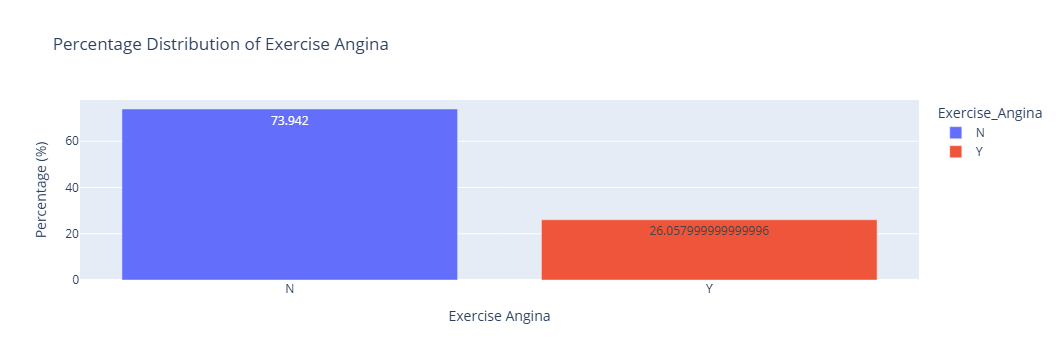 Percentage Distribution of Exercise Angina
Exercise_Angina
N
Y
73.942
26.057999999999996
Percentage (%)
60
40
20
0
N
Y
Exercise Angina